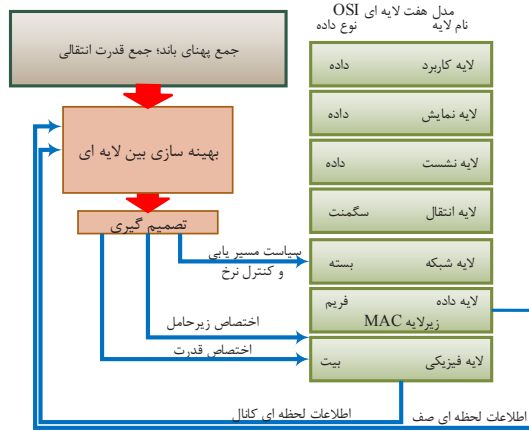 مدل هفت لایه ای OSI
نام لایه نوع داده
جمع پهنای باند؛ جمع قدرت انتقالی
لایه کاربرد داده
لایه نمایش داده
بهینه سازی بین لایه ای
لایه نشست داده
لایه انتقال سگمنت
تصمیم گیری
سیاست مسیر یابی
و کنترل نرخ
لایه شبکه بسته
لایه داده فریم
زیرلایه MAC
اختصاص زیرحامل
اختصاص قدرت
لایه فیزیکی بیت
اطلاعات لحظه ای صف
اطلاعات لحظه ای کانال